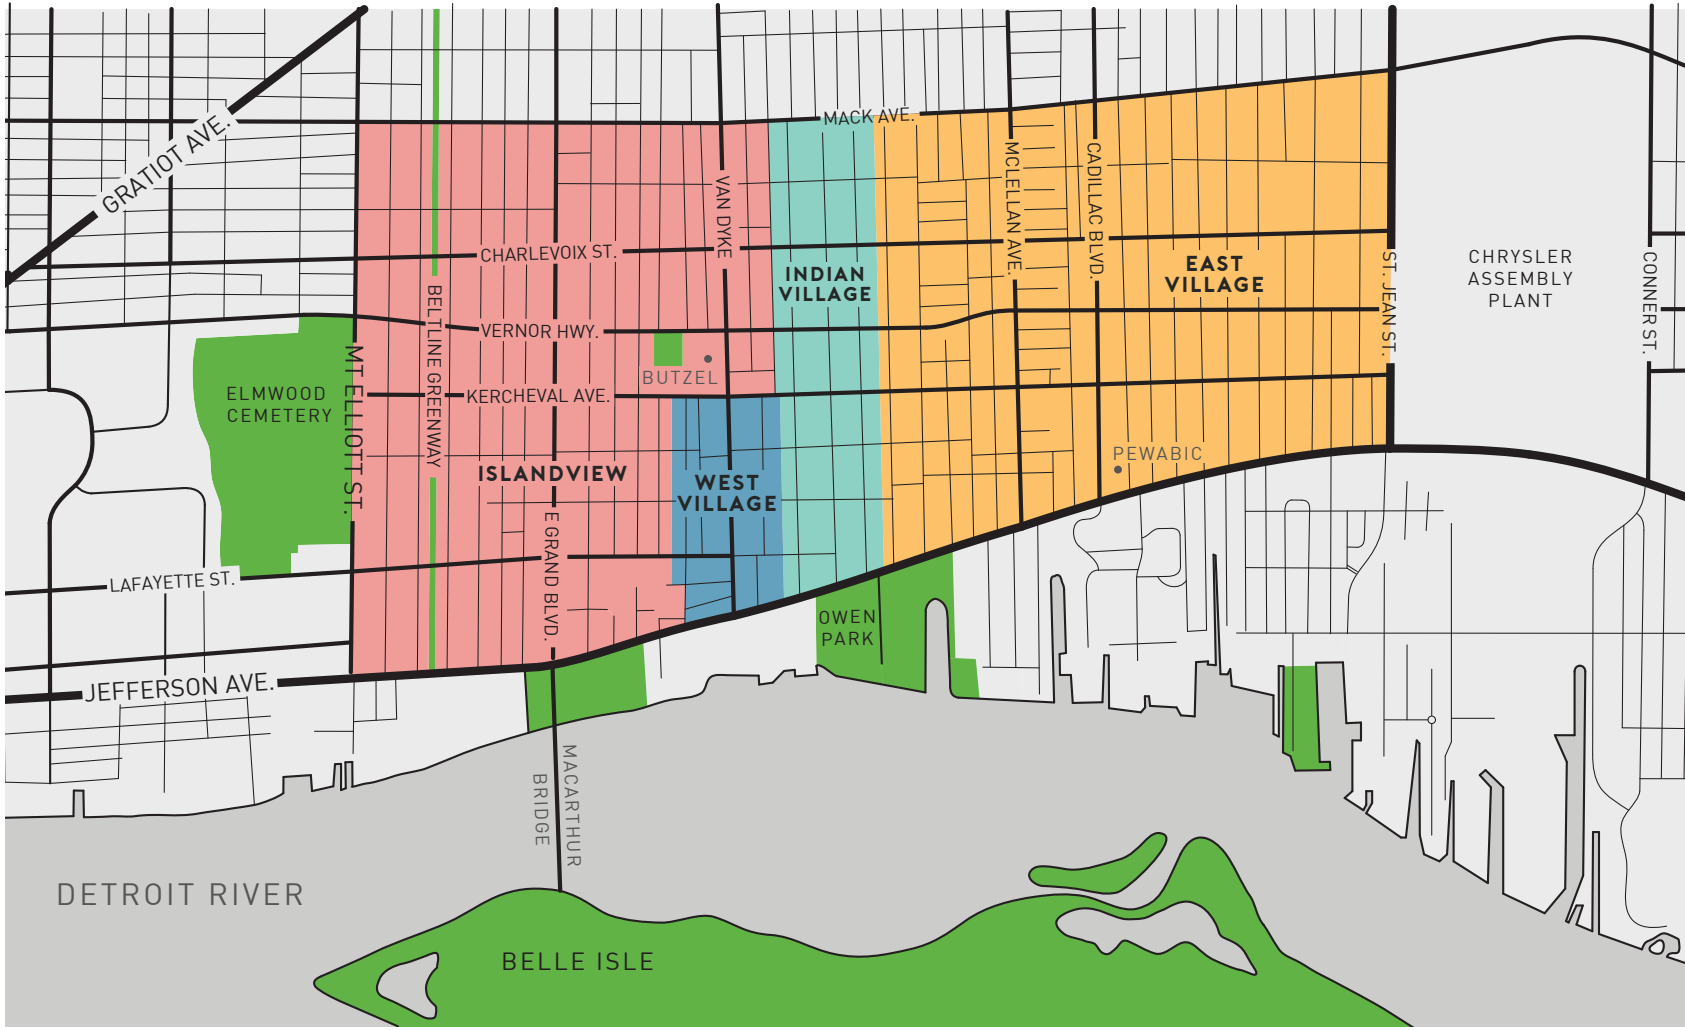 GRATIOT AVE.
MACK AVE.
VAN DYKE
MCLELLAN AVE.
CADILLAC BLVD.
CHARLEVOIX ST.
INDIAN
VILLAGE
EAST
VILLAGE
ST. JEAN ST.
CHRYSLER
ASSEMBLY
PLANT
CONNER ST.
BELTLINE GREENWAY
VERNOR HWY.
MT ELLIOTT ST.
BUTZEL
ELMWOOD
CEMETERY
KERCHEVAL AVE.
ISLANDVIEW
WEST
VILLAGE
PEWABIC
E GRAND BLVD.
LAFAYETTE ST.
OWEN
PARK
JEFFERSON AVE.
MACARTHUR
BRIDGE
DETROIT RIVER
BELLE ISLE